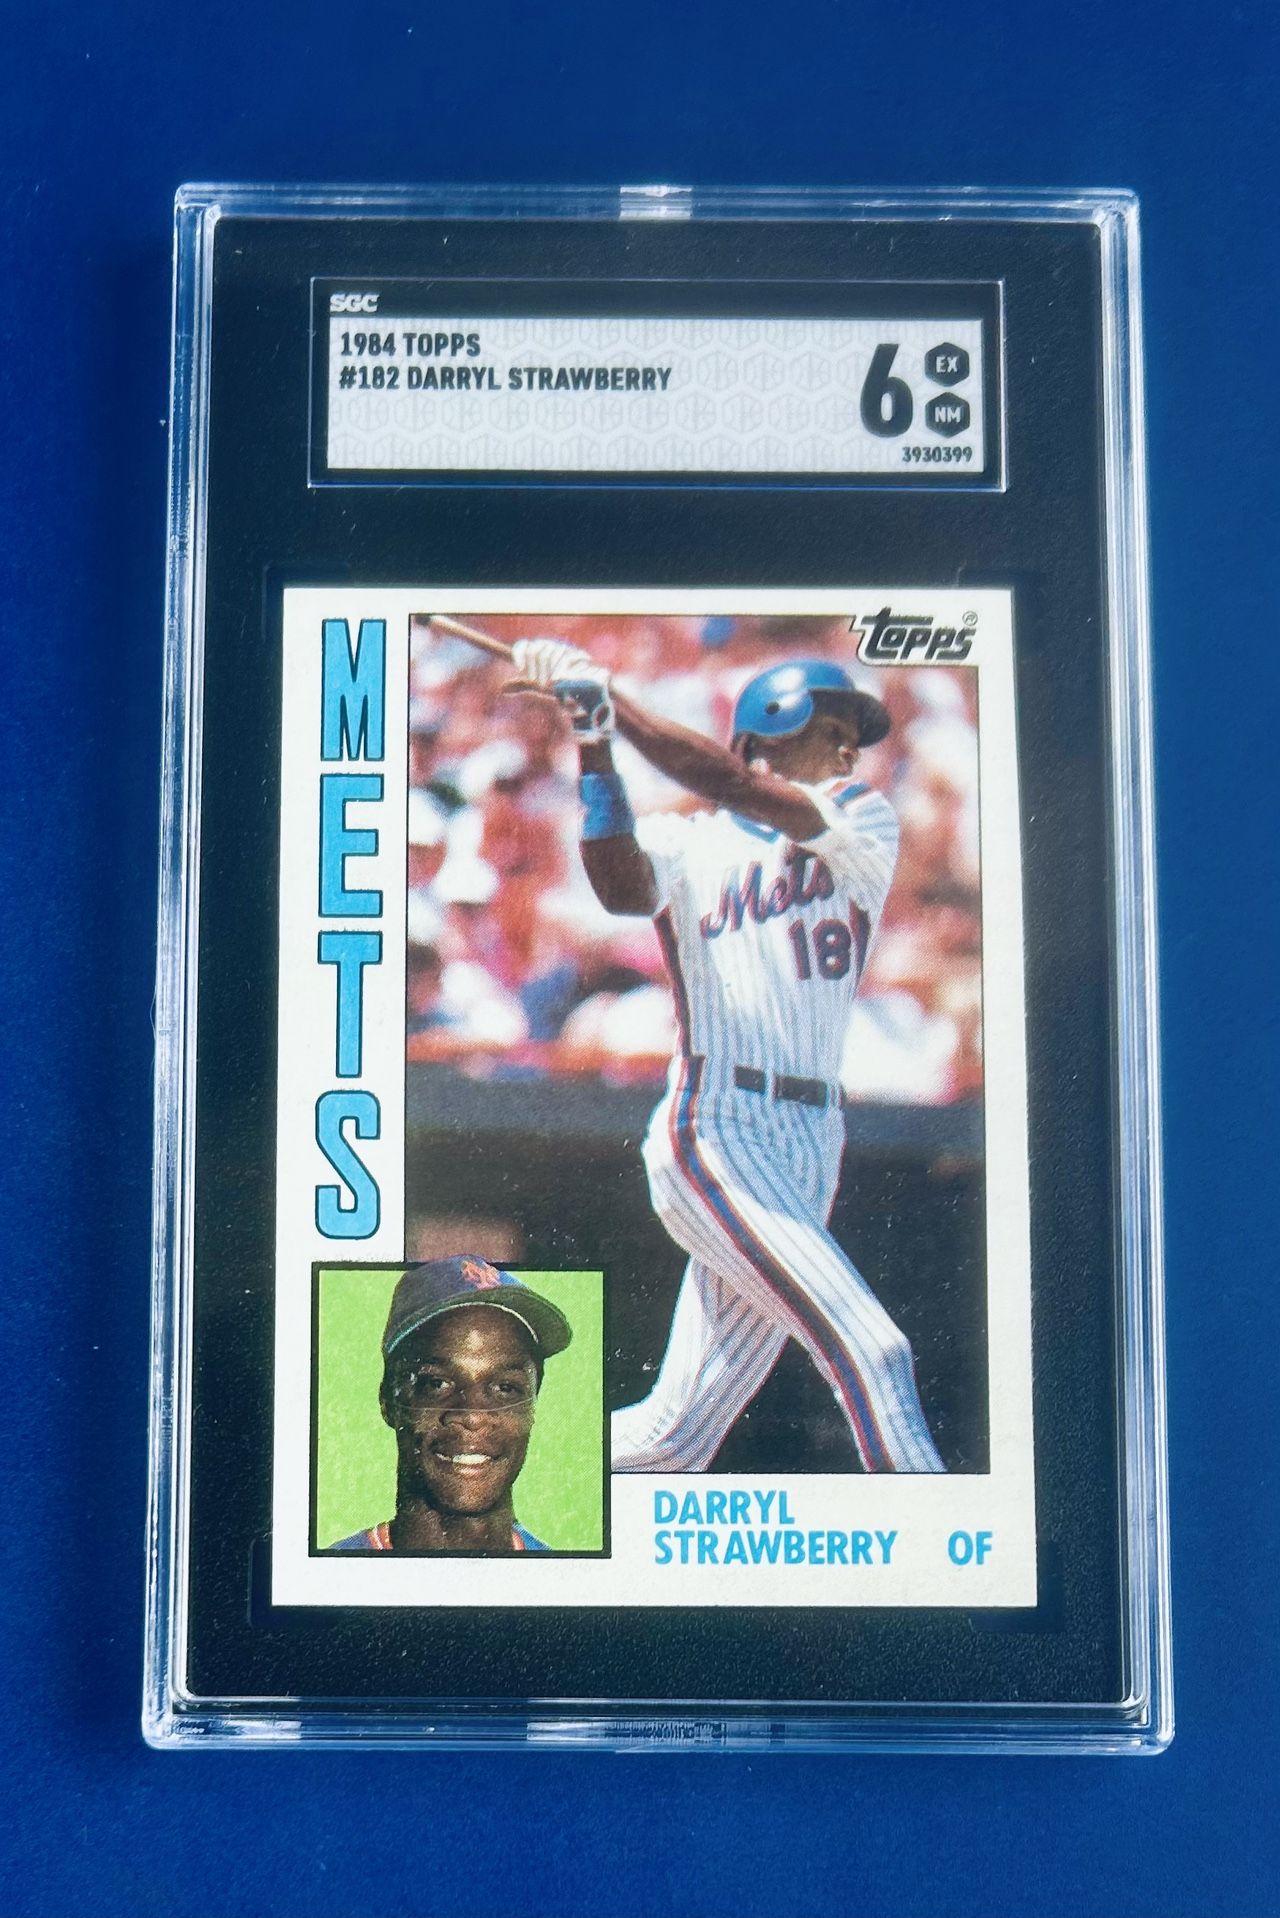 SGC
1984 TOPPS
#182 DARRYL STRAWBERRY
6 EX
NM
3930399
METS
topps®
Mets
18
DARRYL
STRAWBERRY OF